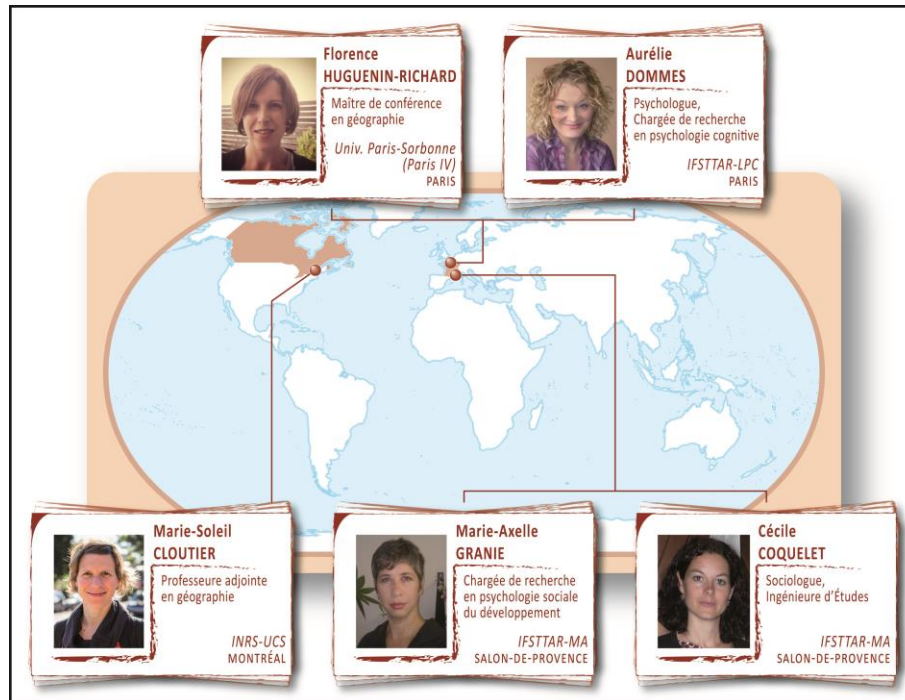 Florence
HUGUENIN-RICHARD
Maître de conférence
en géographie
Univ. Paris-Sorbonne
(Paris IV)
PARIS
Aurélie
DOMMES
Psychologue,
Chargée de recherche
en psychologie cognitive
IFSTTAR-LPC
PARIS
Marie-Soleil
CLOUTIER
Professeure adjointe
en géographie
INRS-UCS
MONTRÉAL
Marie-Axelle
GRANIE
Chargée de recherche
en psychologie sociale
du développement
IFSTTAR-MA
SALON-DE-PROVENCE
Cécile
COQUELET
Sociologue,
Ingénieure d'Études
IFSTTAR-MA
SALON-DE-PROVENCE